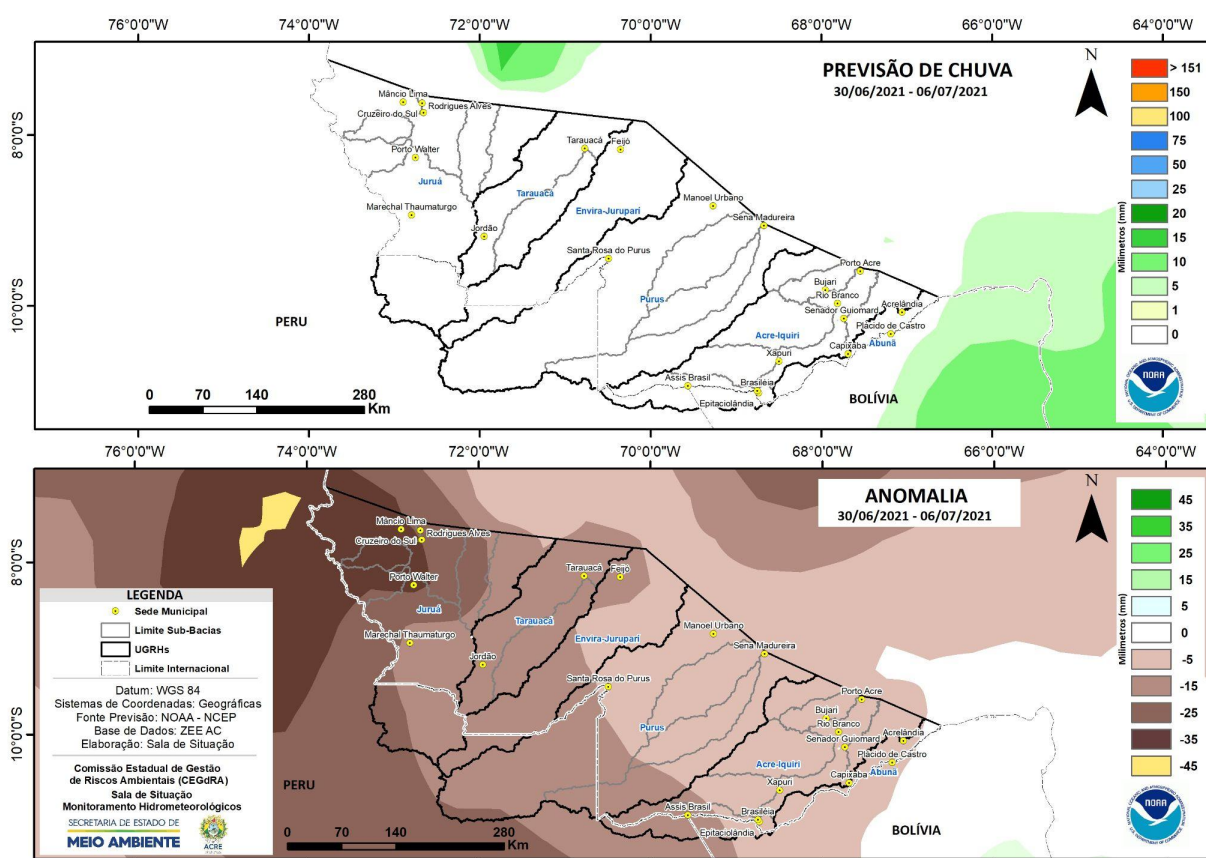 76°0'0"W 74°0'0"W 72°0'0"W 70°0'0"W 68°0'0"W 66°0'0"W 64°0'0"W
PREVISÃO DE CHUVA
30/06/2021 - 06/07/2021
N
8°0'0"S
10°0'0"S
Mâncio Lima
Rodrigues Alves
Cruzeiro do Sul
Porto Walter
Juruá
Marechal Thaumaturgo
Tarauacá
Feijó
Tarauacá
Jordão
Envira-Jurupari
Santa Rosa do Purus
Manoel Urbano
Sena Madureira
Purus
Porto Acre
Bujari
Rio Branco
Senador Guiomard
Acrelândia
Plácido de Castro
Abunã
Acre-Iquiri
Capixaba
Xapuri
Assis Brasil
Brasiléia
Epitaciolândia
PERU
BOLÍVIA
0 70 140 280
Km
Milimetros (mm)
> 151
150
100
75
50
25
20
15
10
5
1
0
NOAA
76°0'0"W 74°0'0"W 72°0'0"W 70°0'0"W 68°0'0"W 66°0'0"W 64°0'0"W
ANOMALIA
30/06/2021 - 06/07/2021
N
8°0'0"S
10°0'0"S
Mâncio Lima
Rodrigues Alves
Cruzeiro do Sul
Porto Walter
Juruá
Marechal Thaumaturgo
Tarauacá
Feijó
Tarauacá
Jordão
Envira-Jurupari
Santa Rosa do Purus
Manoel Urbano
Sena Madureira
Purus
Porto Acre
Bujari
Rio Branco
Senador Guiomard
Acrelândia
Plácido de Castro
Abunã
Acre-Iquiri
Capixaba
Xapuri
Assis Brasil
Brasiléia
Epitaciolândia
PERU
BOLÍVIA
0 70 140 280
Km
Milimetros (mm)
45
35
25
15
5
0
-5
-15
-25
-35
-45
NOAA
LEGENDA
Sede Municipal
Limite Sub-Bacias
UGRHs
Limite Internacional
Datum: WGS 84
Sistemas de Coordenadas: Geográficas
Fonte Previsão: NOAA - NCEP
Base de Dados: ZEE AC
Elaboração: Sala de Situação
Comissão Estadual de Gestão
de Riscos Ambientais (CEGdRA)
Sala de Situação
Monitoramento Hidrometeorológicos
SECRETARIA DE ESTADO DE
MEIO AMBIENTE
ACRE